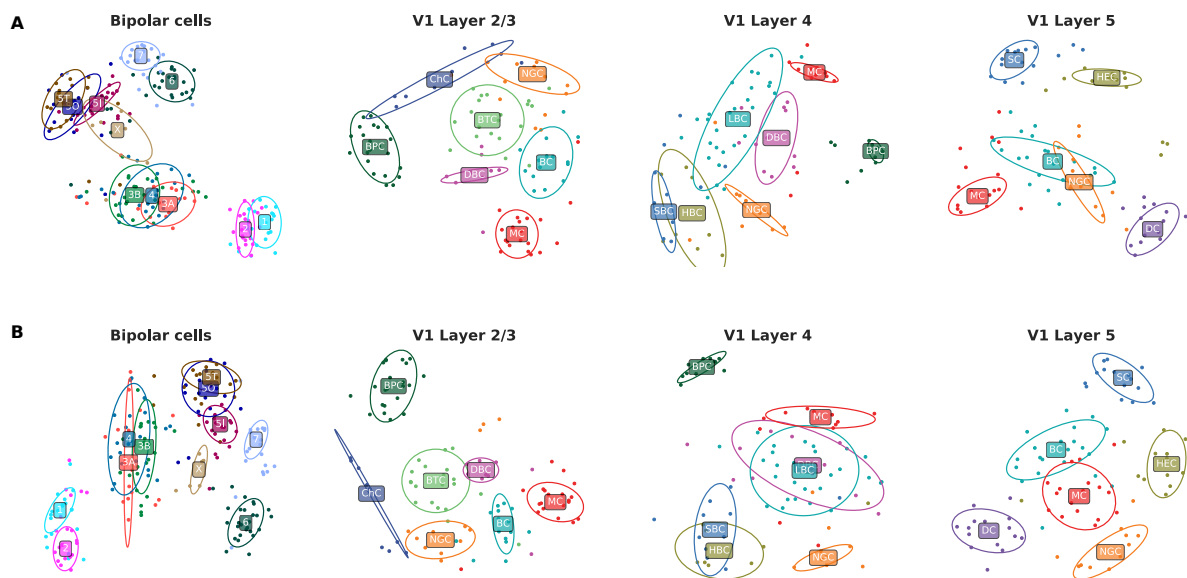 A
Bipolar cells
V1 Layer 2/3
V1 Layer 4
V1 Layer 5
7
6
5T
5I
X
3B
4
3A
2
1
ChC
NGC
BTC
BPC
DBC
BC
MC
MC
LBC
DBC
BPC
SBC
HBC
NGC
SC
HEC
BC
NGC
MC
DC
B
Bipolar cells
V1 Layer 2/3
V1 Layer 4
V1 Layer 5
5T
5I
4
3B
7
3A
X
1
6
2
BPC
ChC
BTC
DBC
MC
BC
NGC
BPC
MC
LBC
SBC
HBC
NGC
SC
BC
HEC
MC
DC
NGC